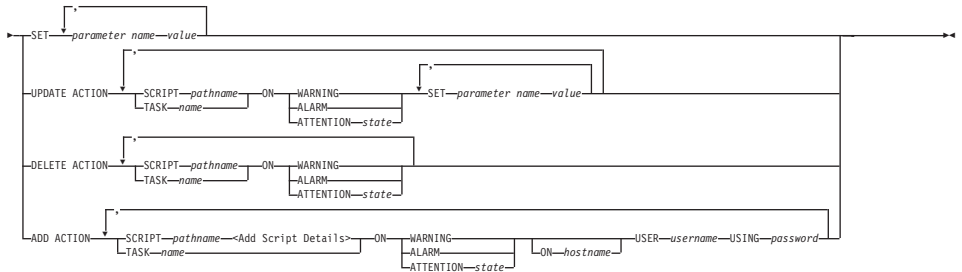 ,
SET parameter name value
,
,
UPDATE ACTION SCRIPT pathname ON WARNING SET parameter name value
TASK name ALARM
ATTENTION state
,
DELETE ACTION SCRIPT pathname ON WARNING
TASK name ALARM
ATTENTION state
,
ADD ACTION SCRIPT pathname <Add Script Details> ON WARNING USER username USING password
TASK name ALARM ON hostname
ATTENTION state